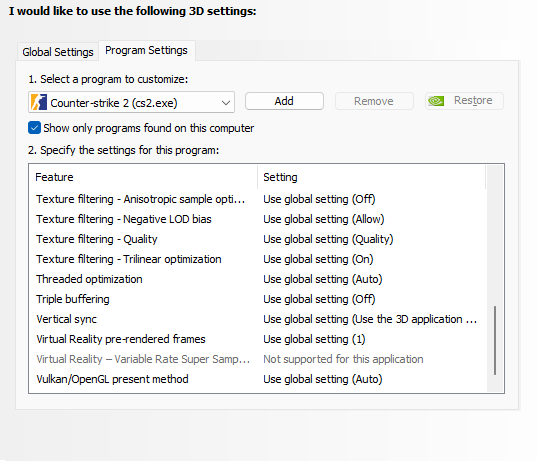 I would like to use the following 3D settings:
Global Settings Program Settings
1. Select a program to customize:
Counter-strike 2 (cs2.exe) Add Remove Restore
Show only programs found on this computer
2. Specify the settings for this program:
Feature Setting
Texture filtering - Anisotropic sample opti... Use global setting (Off)
Texture filtering - Negative LOD bias Use global setting (Allow)
Texture filtering - Quality Use global setting (Quality)
Texture filtering - Trilinear optimization Use global setting (On)
Threaded optimization Use global setting (Auto)
Triple buffering Use global setting (Off)
Vertical sync Use global setting (Use the 3D application ...
Virtual Reality pre-rendered frames Use global setting (1)
Virtual Reality – Variable Rate Super Samp... Not supported for this application
Vulkan/OpenGL present method Use global setting (Auto)